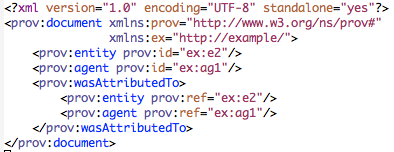 <?xml version="1.0" encoding="UTF-8" standalone="yes"?>
<prov:document xmlns:prov="http://www.w3.org/ns/prov#"
               xmlns:ex="http://example/">
    <prov:entity prov:id="ex:e2"/>
    <prov:agent prov:id="ex:ag1"/>
    <prov:wasAttributedTo>
        <prov:entity prov:ref="ex:e2"/>
        <prov:agent prov:ref="ex:ag1"/>
    </prov:wasAttributedTo>
</prov:document>